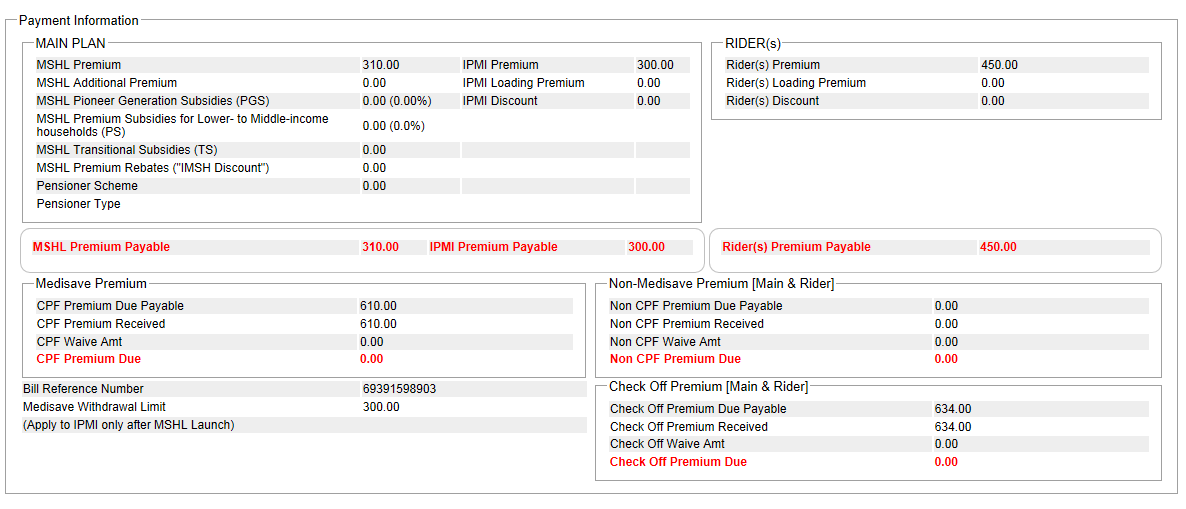 Payment Information
MAIN PLAN
MSHL Premium 310.00 IPMI Premium 300.00
MSHL Additional Premium 0.00 IPMI Loading Premium 0.00
MSHL Pioneer Generation Subsidies (PGS) 0.00 (0.00%) IPMI Discount 0.00
MSHL Premium Subsidies for Lower- to Middle-income
households (PS) 0.00 (0.0%)
MSHL Transitional Subsidies (TS) 0.00
MSHL Premium Rebates ("IMSH Discount") 0.00
Pensioner Scheme 0.00
Pensioner Type
RIDER(s)
Rider(s) Premium 450.00
Rider(s) Loading Premium 0.00
Rider(s) Discount 0.00
MSHL Premium Payable 310.00 IPMI Premium Payable 300.00
Rider(s) Premium Payable 450.00
Medisave Premium
CPF Premium Due Payable 610.00
CPF Premium Received 610.00
CPF Waive Amt 0.00
CPF Premium Due 0.00
Bill Reference Number 69391598903
Medisave Withdrawal Limit 300.00
(Apply to IPMI only after MSHL Launch)
Non-Medisave Premium [Main & Rider]
Non CPF Premium Due Payable 0.00
Non CPF Premium Received 0.00
Non CPF Waive Amt 0.00
Non CPF Premium Due 0.00
Check Off Premium [Main & Rider]
Check Off Premium Due Payable 634.00
Check Off Premium Received 634.00
Check Off Waive Amt 0.00
Check Off Premium Due 0.00